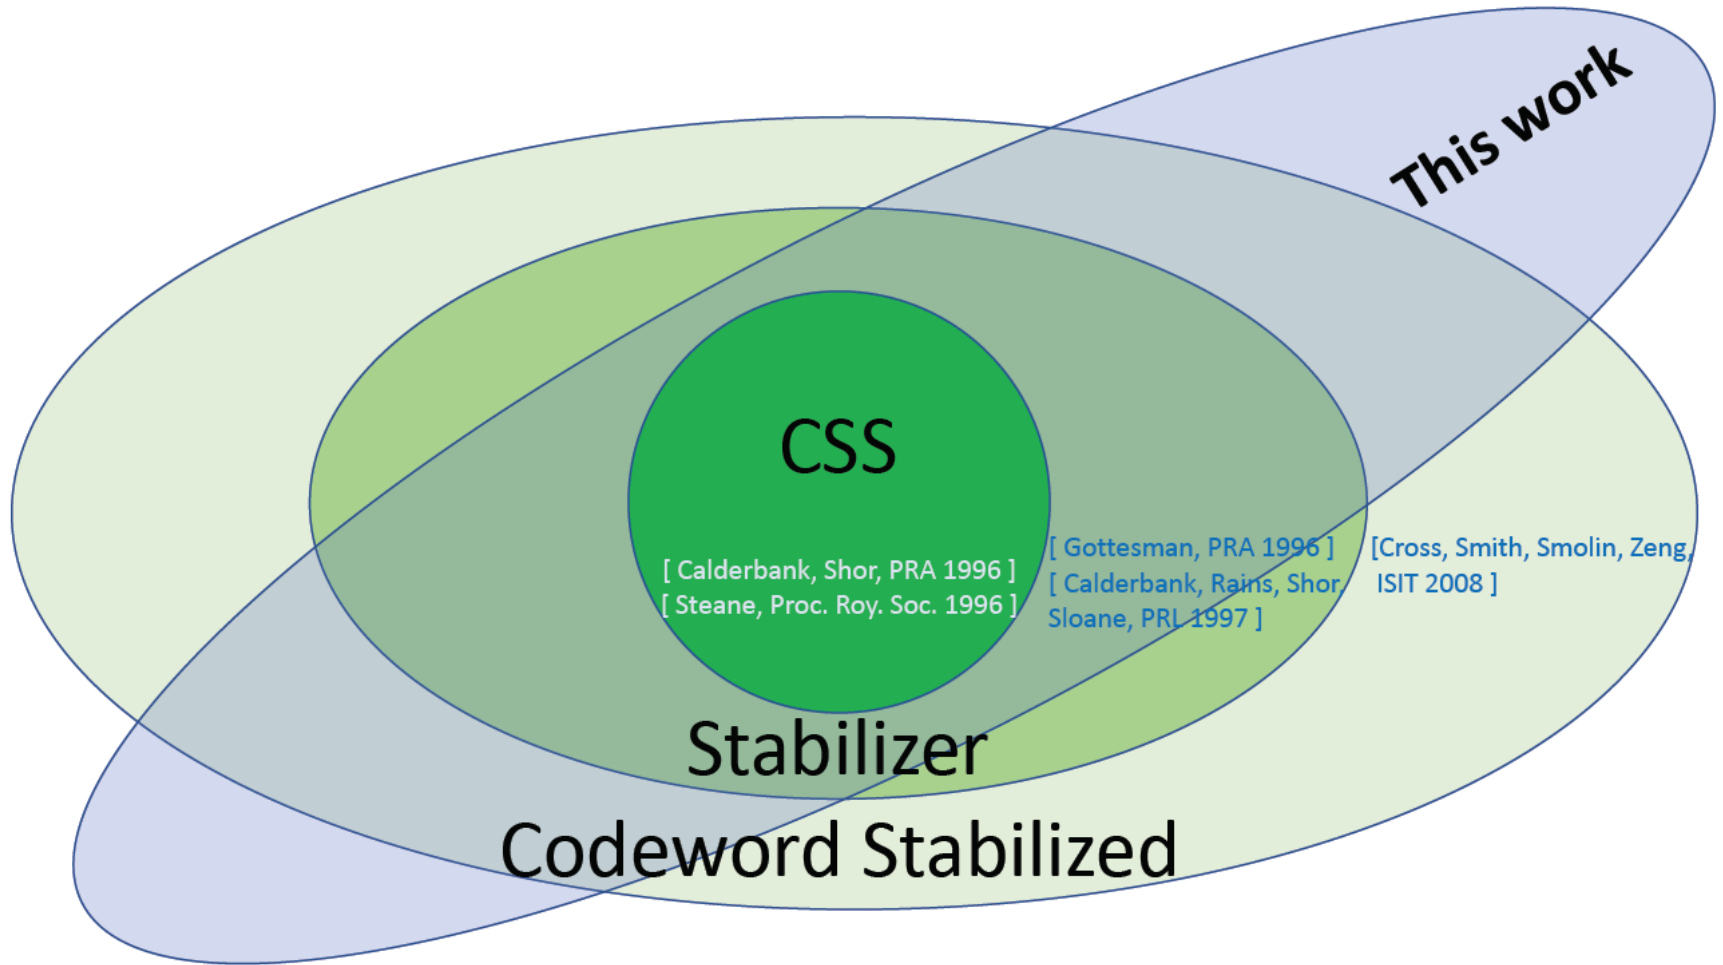 This work
CSS
[ Calderbank, Shor, PRA 1996 ]
[ Steane, Proc. Roy. Soc. 1996 ]
[ Gottesman, PRA 1996 ]
[ Calderbank, Rains, Shor,
Sloane, PRL 1997 ]
[Cross, Smith, Smolin, Zeng,
ISIT 2008 ]
Stabilizer
Codeword Stabilized